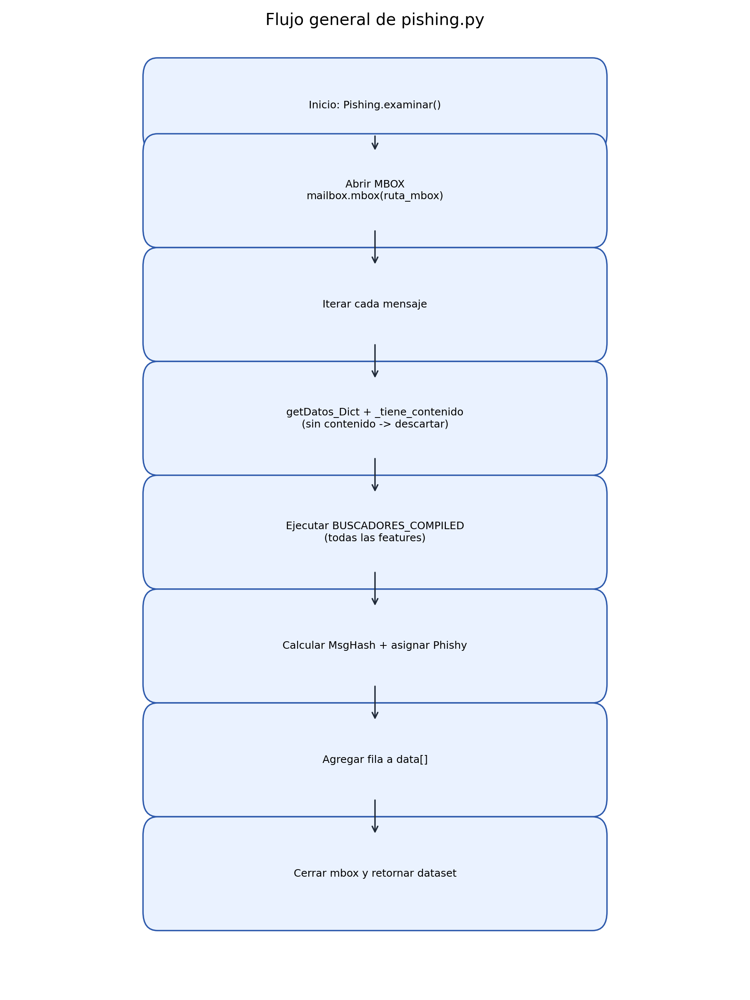 Flujo general de pishing.py
Inicio: Pishing.examinar()
Abrir MBOX
mailbox.mbox(ruta_mbox)
Iterar cada mensaje
getDatos_Dict + _tiene_contenido
(sin contenido -> descartar)
Ejecutar BUSCADORES_COMPILED
(todas las features)
Calcular MsgHash + asignar Phishy
Agregar fila a data[]
Cerrar mbox y retornar dataset